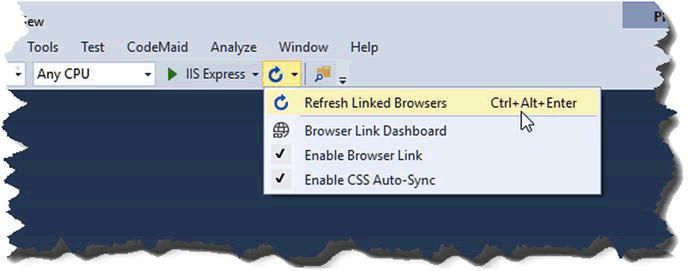 Tools Test CodeMaid Analyze Window Help
Any CPU IIS Express
Refresh Linked Browsers Ctrl+Alt+Enter
Browser Link Dashboard
Enable Browser Link
Enable CSS Auto-Sync